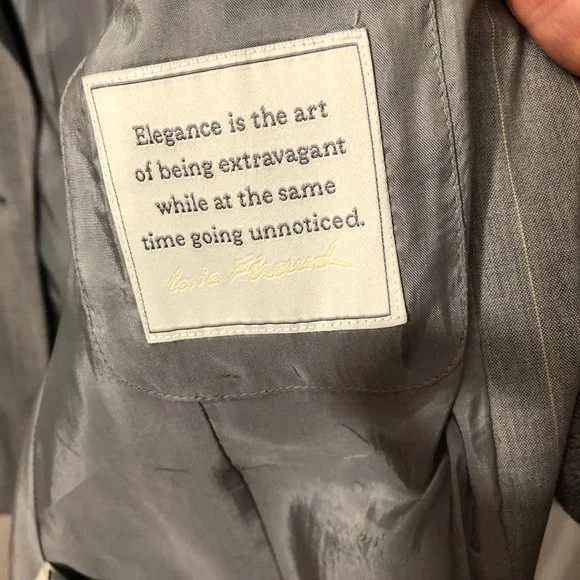 Elegance is the art
of being extravagant
while at the same
time going unnoticed.